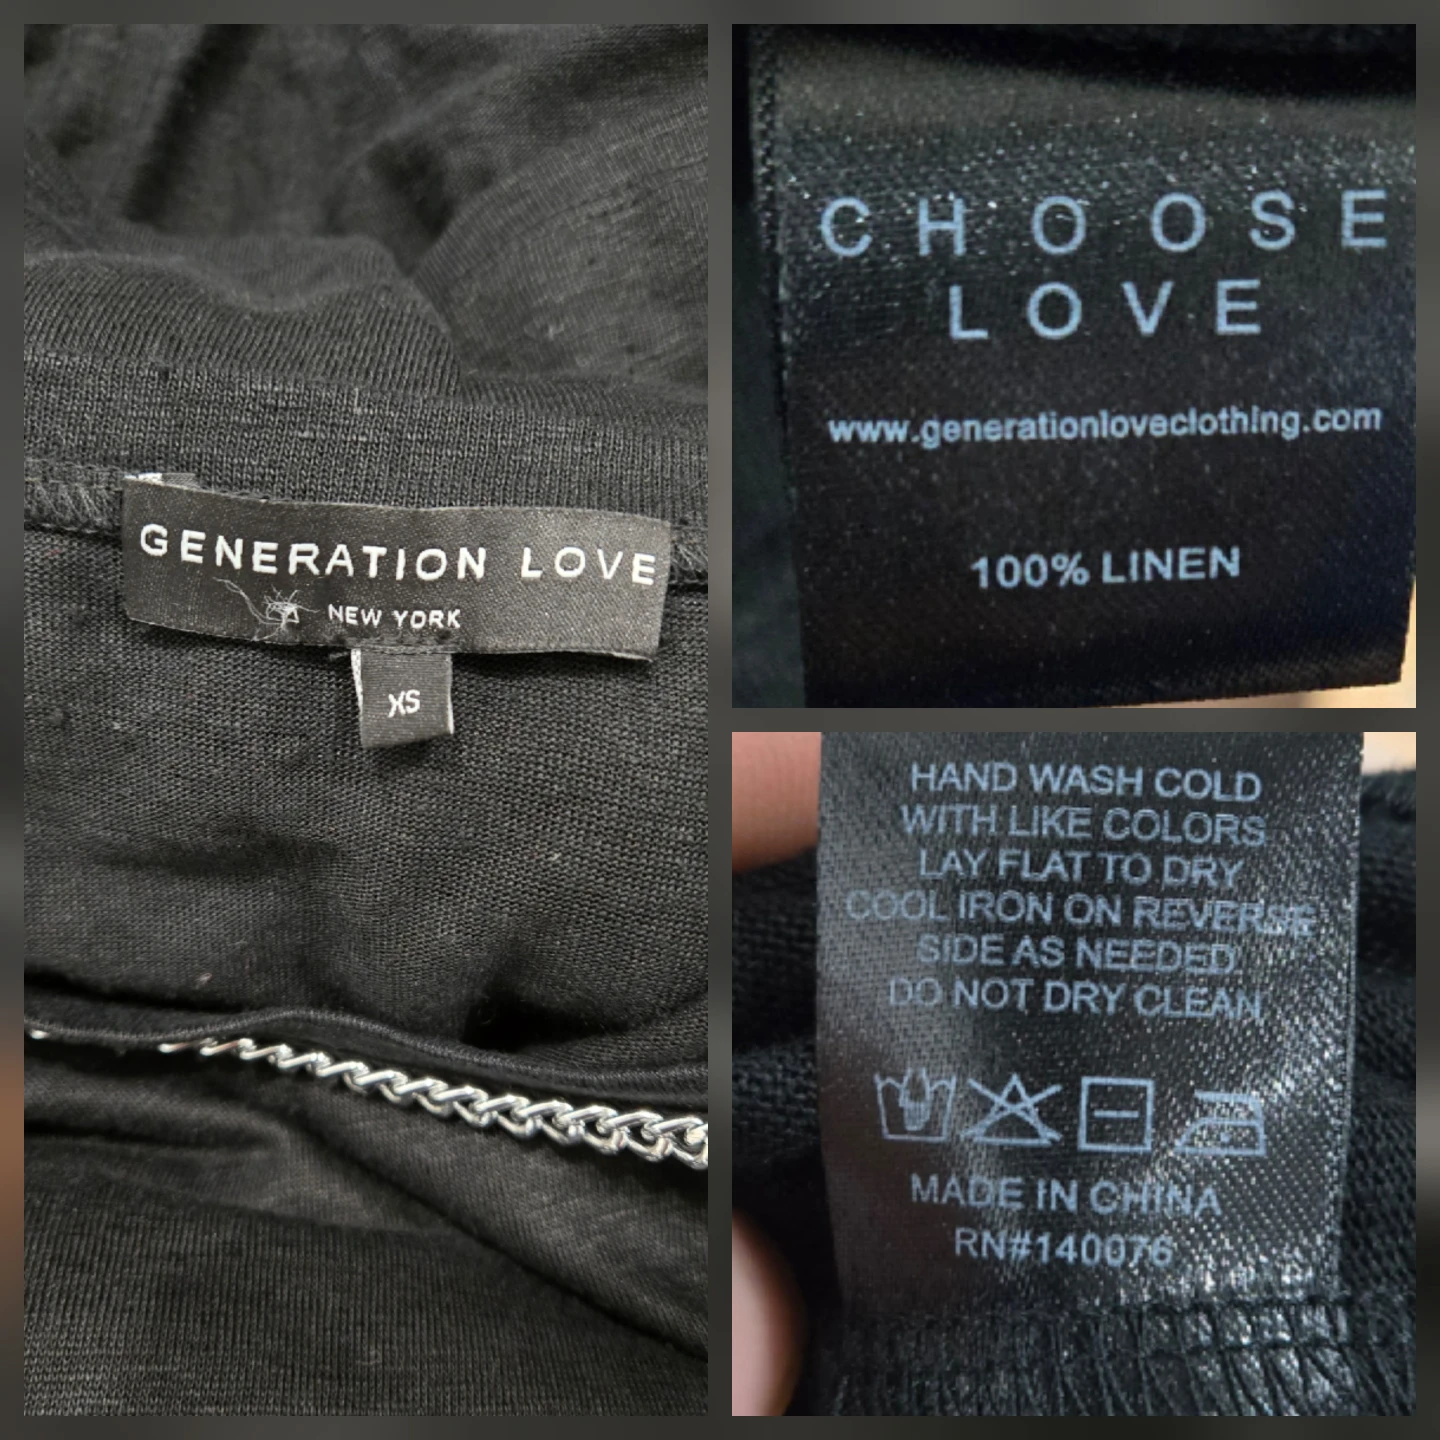 GENERATION LOVE
NEW YORK
XS
CHOOSE
LOVE
www.generationloveclothing.com
100% LINEN
HAND WASH COLD
WITH LIKE COLORS
LAY FLAT TO DRY
COOL IRON ON REVERSE
SIDE AS NEEDED
DO NOT DRY CLEAN
MADE IN CHINA
RN#140076